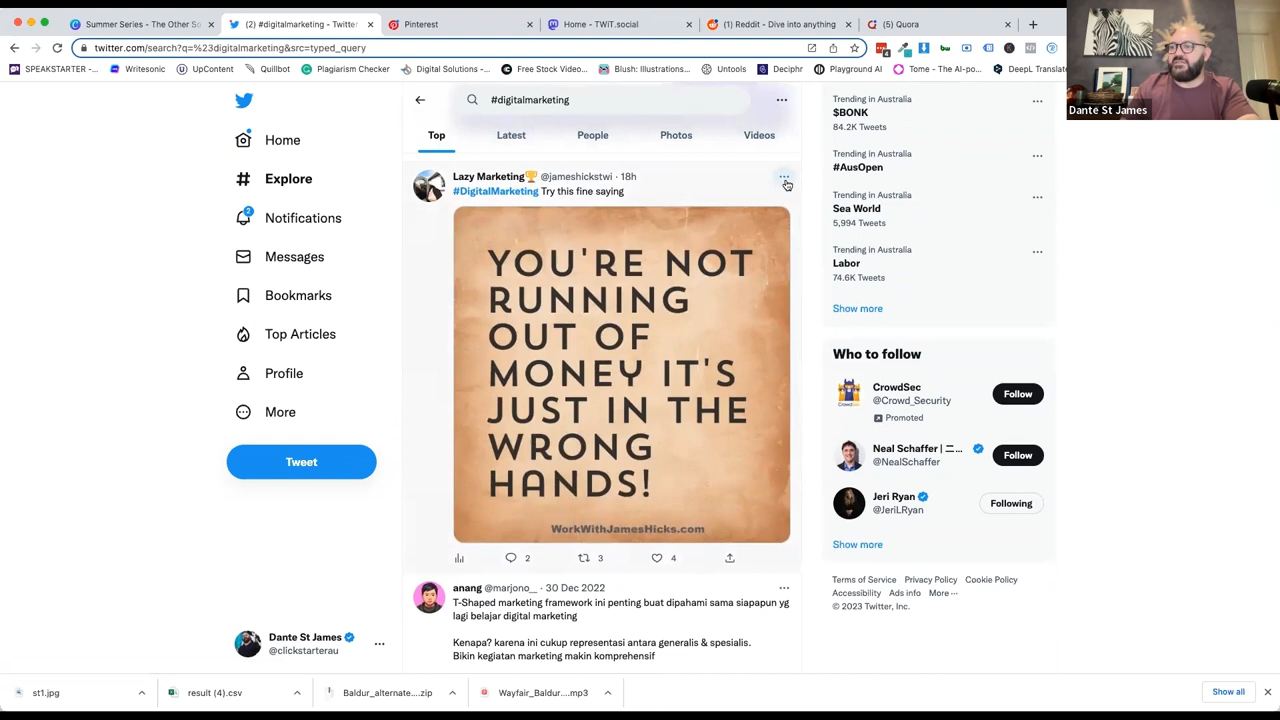 Summer Series - The Other So
(2) #digitalmarketing - Twitter
Pinterest
Home - TWiT.social
(1) Reddit - Dive into anything
(5) Quora
twitter.com/search?q=%23digitalmarketing&src=typed_query
SPEAKSTARTER -...
Writesonic
UpContent
Quillbot
Plagiarism Checker
Digital Solutions -...
Free Stock Video...
Blush: Illustrations...
Untools
Deciphr
Playground AI
Tome - The AI-po...
DeepL Translate
Dante St James
Home
Explore
2
Notifications
Messages
Bookmarks
Top Articles
Profile
More
Tweet
Dante St James
@clickstarterau
#digitalmarketing
Top
Latest
People
Photos
Videos
Lazy Marketing🏆 @jameshickstwi · 18h
#DigitalMarketing Try this fine saying
YOU'RE NOT
RUNNING
OUT OF
MONEY IT'S
JUST IN THE
WRONG
HANDS!
WorkWithJamesHicks.com
2
3
4
anang @marjono__ · 30 Dec 2022
T-Shaped marketing framework ini penting buat dipahami sama siapapun yg
lagi belajar digital marketing
Kenapa? karena ini cukup representasi antara generalis & spesialis.
Bikin kegiatan marketing makin komprehensif
Trending in Australia
$BONK
84.2K Tweets
Trending in Australia
#AusOpen
Trending in Australia
Sea World
5,994 Tweets
Trending in Australia
Labor
74.6K Tweets
Show more
Who to follow
CrowdSec
@Crowd_Security
Promoted
Follow
Neal Schaffer | ニ...
@NealSchaffer
Follow
Jeri Ryan
@JeriLRyan
Following
Show more
Terms of Service Privacy Policy Cookie Policy
Accessibility Ads info More ...
© 2023 Twitter, Inc.
st1.jpg
result (4).csv
Baldur_alternate....zip
Wayfair_Baldur....mp3
Show all